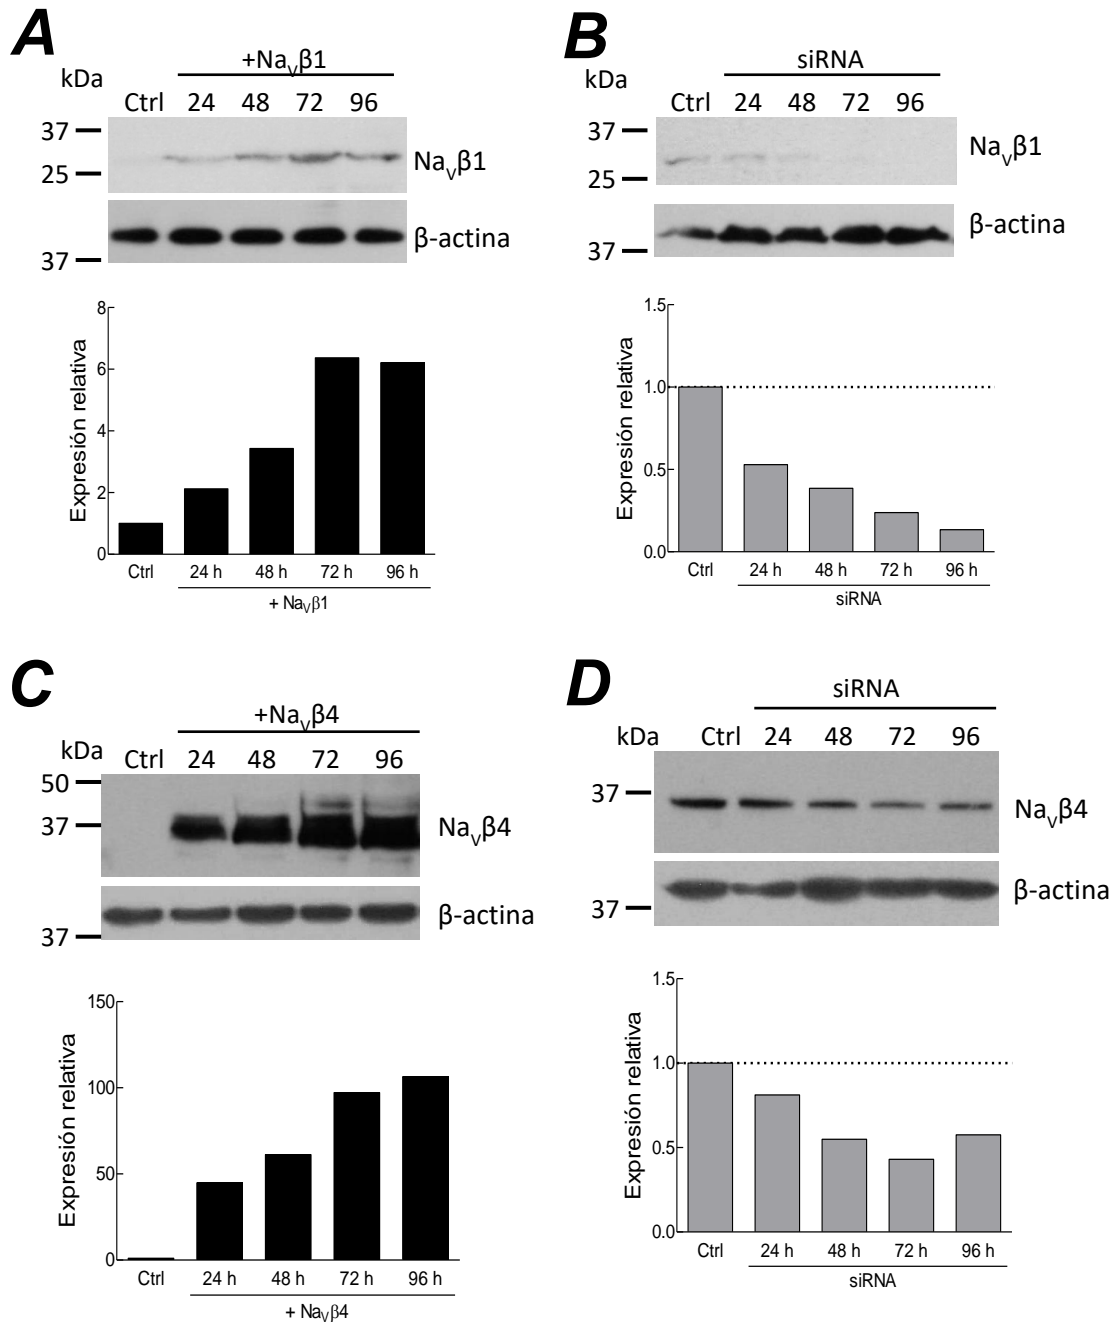 A
+NaVβ1
kDa
Ctrl 24 48 72 96
37
25
NaVβ1
β-actina
37
8
6
4
2
0
Expresión relativa
Ctrl 24 h 48 h 72 h 96 h
+ NaVβ1
B
siRNA
kDa
Ctrl 24 48 72 96
37
25
NaVβ1
β-actina
37
1.5
1.0
0.5
0.0
Expresión relativa
Ctrl 24 h 48 h 72 h 96 h
siRNA
C
+NaVβ4
kDa
Ctrl 24 48 72 96
50
37
NaVβ4
β-actina
37
150
100
50
0
Expresión relativa
Ctrl 24 h 48 h 72 h 96 h
+ NaVβ4
D
siRNA
kDa Ctrl 24 48 72 96
37
NaVβ4
β-actina
37
1.5
1.0
0.5
0.0
Expresión relativa
Ctrl 24 h 48 h 72 h 96 h
siRNA